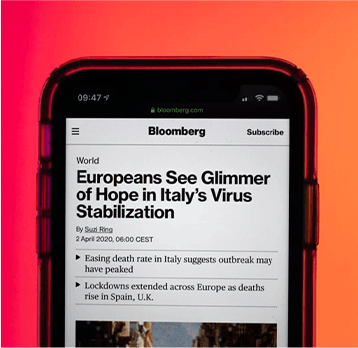 09:47
bloomberg.com
Bloomberg
Subscribe
World
Europeans See Glimmer
of Hope in Italy's Virus
Stabilization
By Suzi Ring
2 April 2020, 06:00 CEST
Easing death rate in Italy suggests outbreak may
have peaked
Lockdowns extended across Europe as deaths
rise in Spain, U.K.